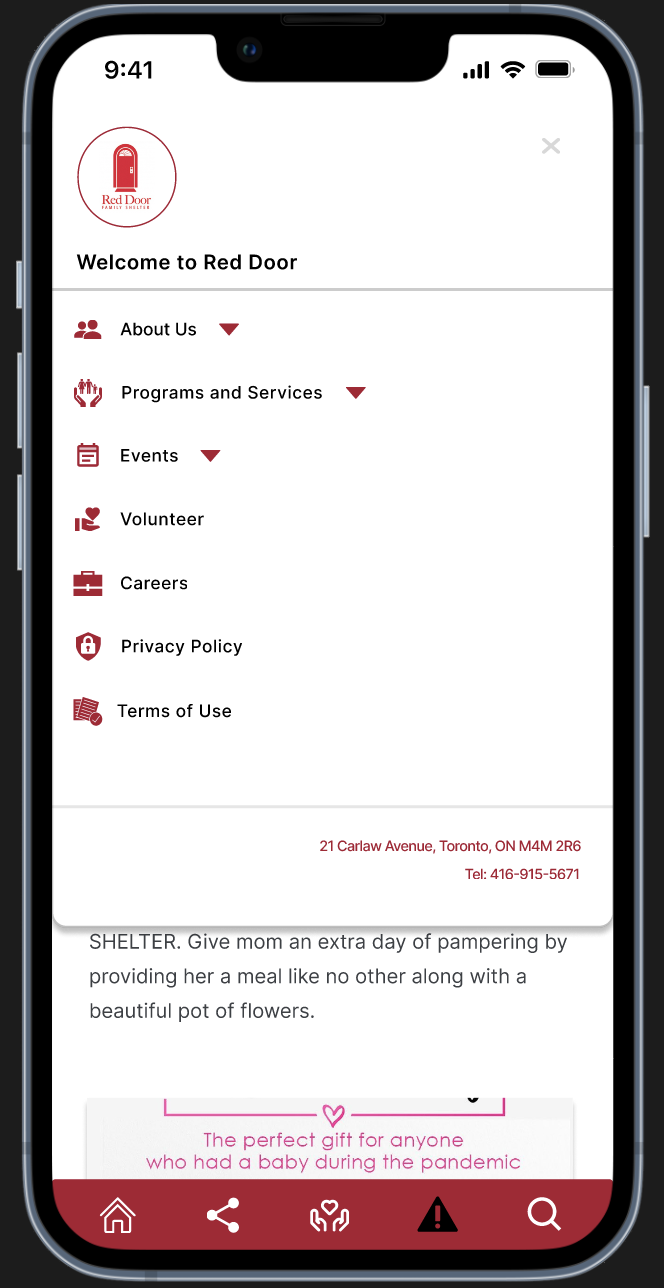 9:41
Red Door
FAMILY SHELTER
Welcome to Red Door
About Us
Programs and Services
Events
Volunteer
Careers
Privacy Policy
Terms of Use
21 Carlaw Avenue, Toronto, ON M4M 2R6
Tel: 416-915-5671
SHELTER. Give mom an extra day of pampering by
providing her a meal like no other along with a
beautiful pot of flowers.
The perfect gift for anyone
who had a baby during the pandemic